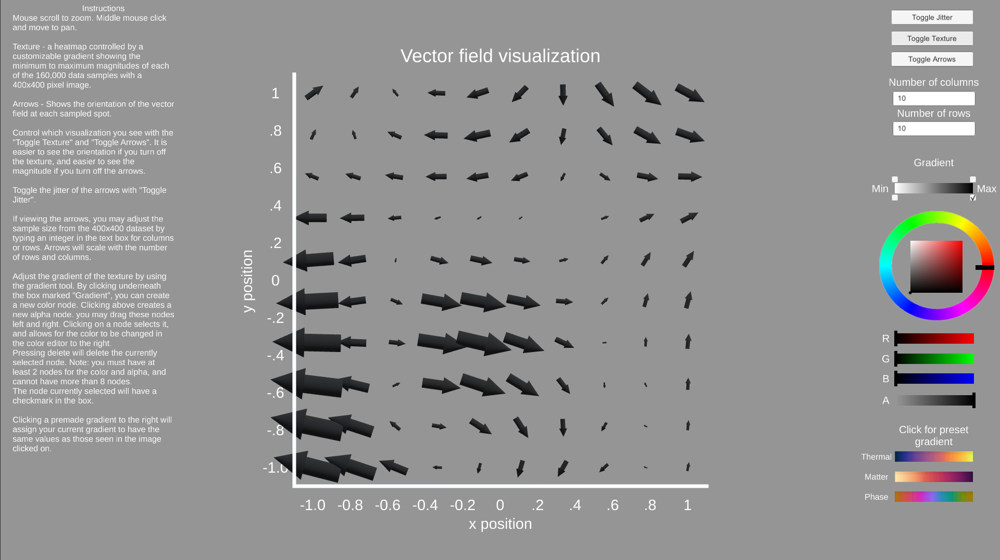 Instructions
Mouse scroll to zoom. Middle mouse click
and move to pan.
Texture - a heatmap controlled by a
customizable gradient showing the
minimum to maximum magnitudes of each
of the 160,000 data samples with a
400x400 pixel image.
Arrows - Shows the orientation of the vector
field at each sampled spot.
Control which visualization you see with the
"Toggle Texture" and "Toggle Arrows". It is
easier to see the orientation if you turn off
the texture, and easier to see the
magnitude if you turn off the arrows.
Toggle the jitter of the arrows with "Toggle
Jitter".
If viewing the arrows, you may adjust the
sample size from the 400x400 dataset by
typing an integer in the text box for columns
or rows. Arrows will scale with the number
of rows and columns.
Adjust the gradient of the texture by using
the gradient tool. By clicking underneath
the box marked "Gradient", you can create
a new color node. Clicking above creates a
new alpha node. you may drag these nodes
left and right. Clicking on a node selects it,
and allows for the color to be changed in
the color editor to the right.
Pressing delete will delete the currently
selected node. Note: you must have at
least 2 nodes for the color and alpha, and
cannot have more than 8 nodes.
The node currently selected will have a
checkmark in the box.
Clicking a premade gradient to the right will
assign your current gradient to have the
same values as those seen in the image
clicked on.
Vector field visualization
1
.8
.6
.4
.2
0
-.2
-.4
-.6
-.8
-1.0
y position
-1.0 -0.8 -0.6 -0.4 -0.2 0 .2 .4 .6 .8 1
x position
Toggle Jitter
Toggle Texture
Toggle Arrows
Number of columns
10
Number of rows
10
Gradient
Min Max
R
G
B
A
Click for preset
gradient
Thermal
Matter
Phase